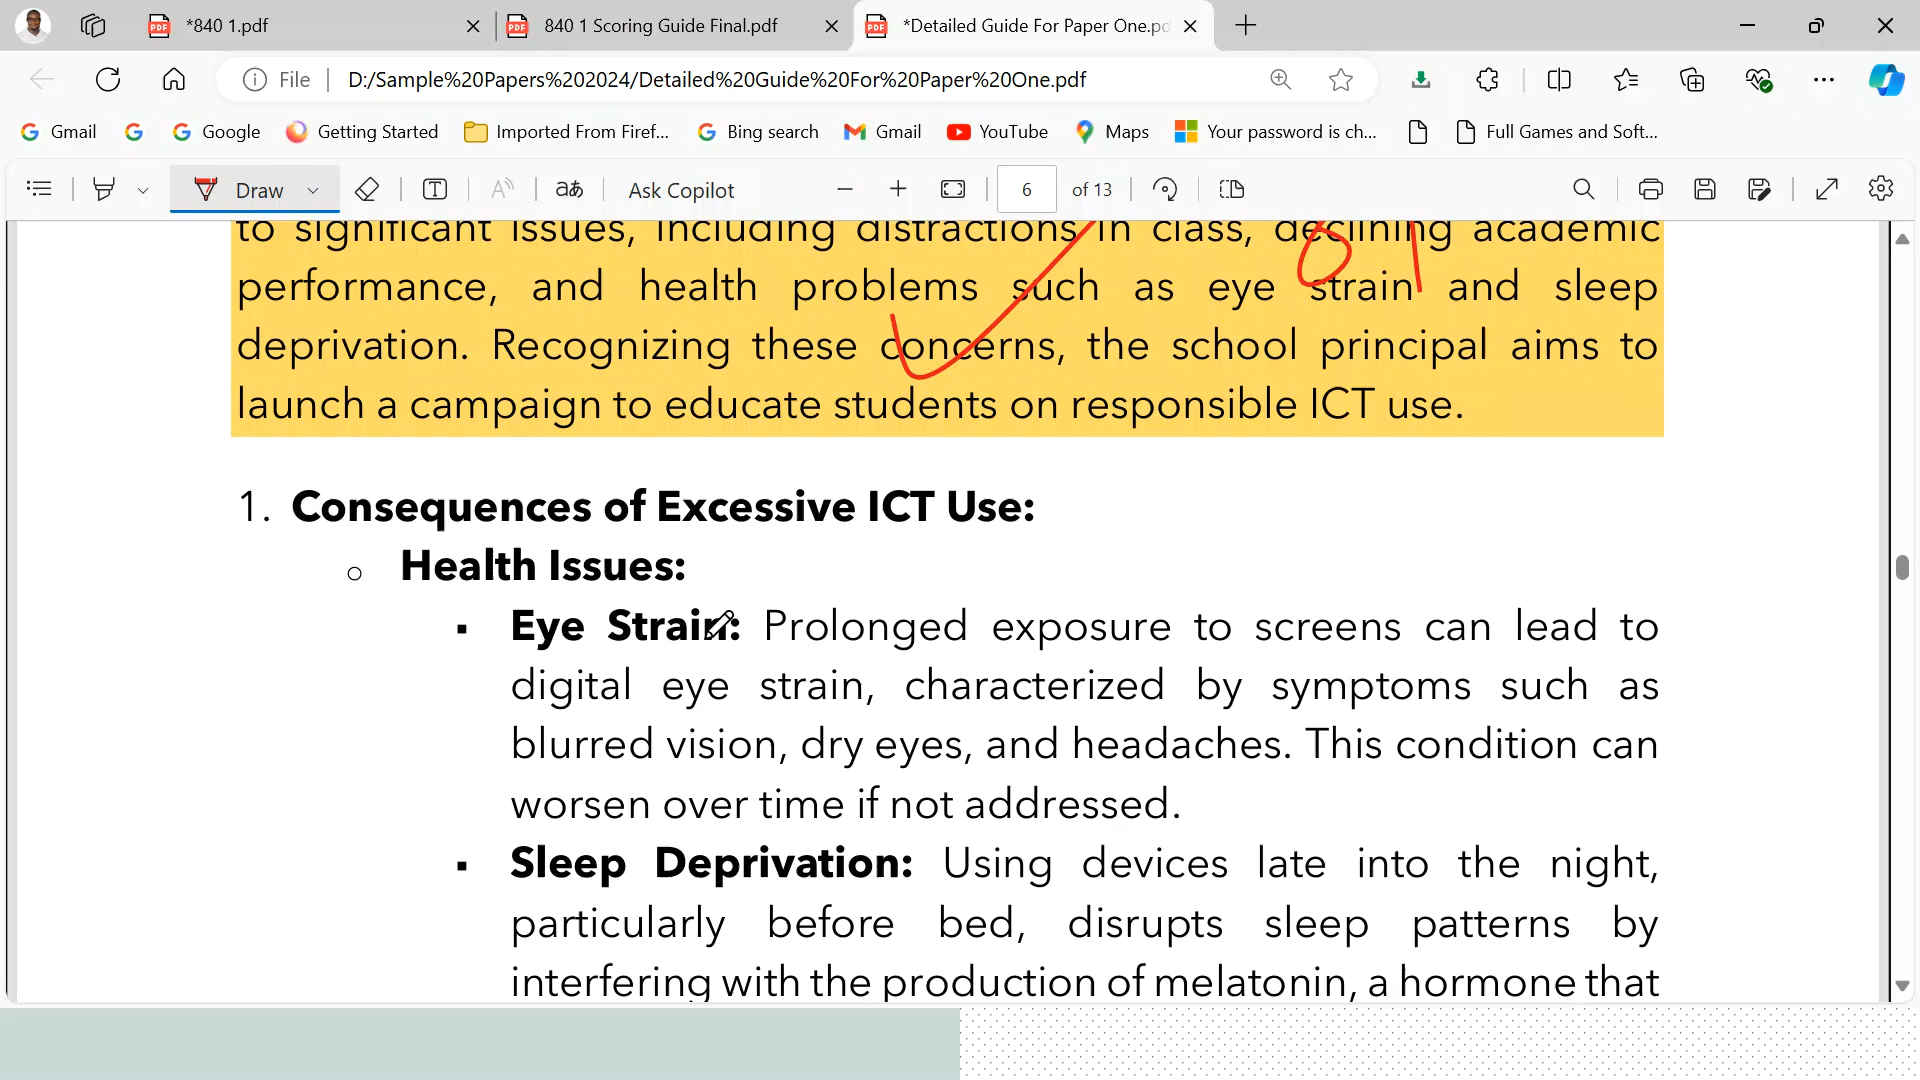 *840 1.pdf
840 1 Scoring Guide Final.pdf
*Detailed Guide For Paper One.pd
File
D:/Sample%20Papers%202024/Detailed%20Guide%20For%20Paper%20One.pdf
Gmail
Google
Getting Started
Imported From Firef...
Bing search
Gmail
YouTube
Maps
Your password is ch...
Full Games and Soft...
Draw
Ask Copilot
6
of 13
to significant issues, including distractions in class, declining academic
performance, and health problems such as eye strain and sleep
deprivation. Recognizing these concerns, the school principal aims to
launch a campaign to educate students on responsible ICT use.
1. Consequences of Excessive ICT Use:
Health Issues:
Eye Strain: Prolonged exposure to screens can lead to
digital eye strain, characterized by symptoms such as
blurred vision, dry eyes, and headaches. This condition can
worsen over time if not addressed.
Sleep Deprivation: Using devices late into the night,
particularly before bed, disrupts sleep patterns by
interfering with the production of melatonin, a hormone that